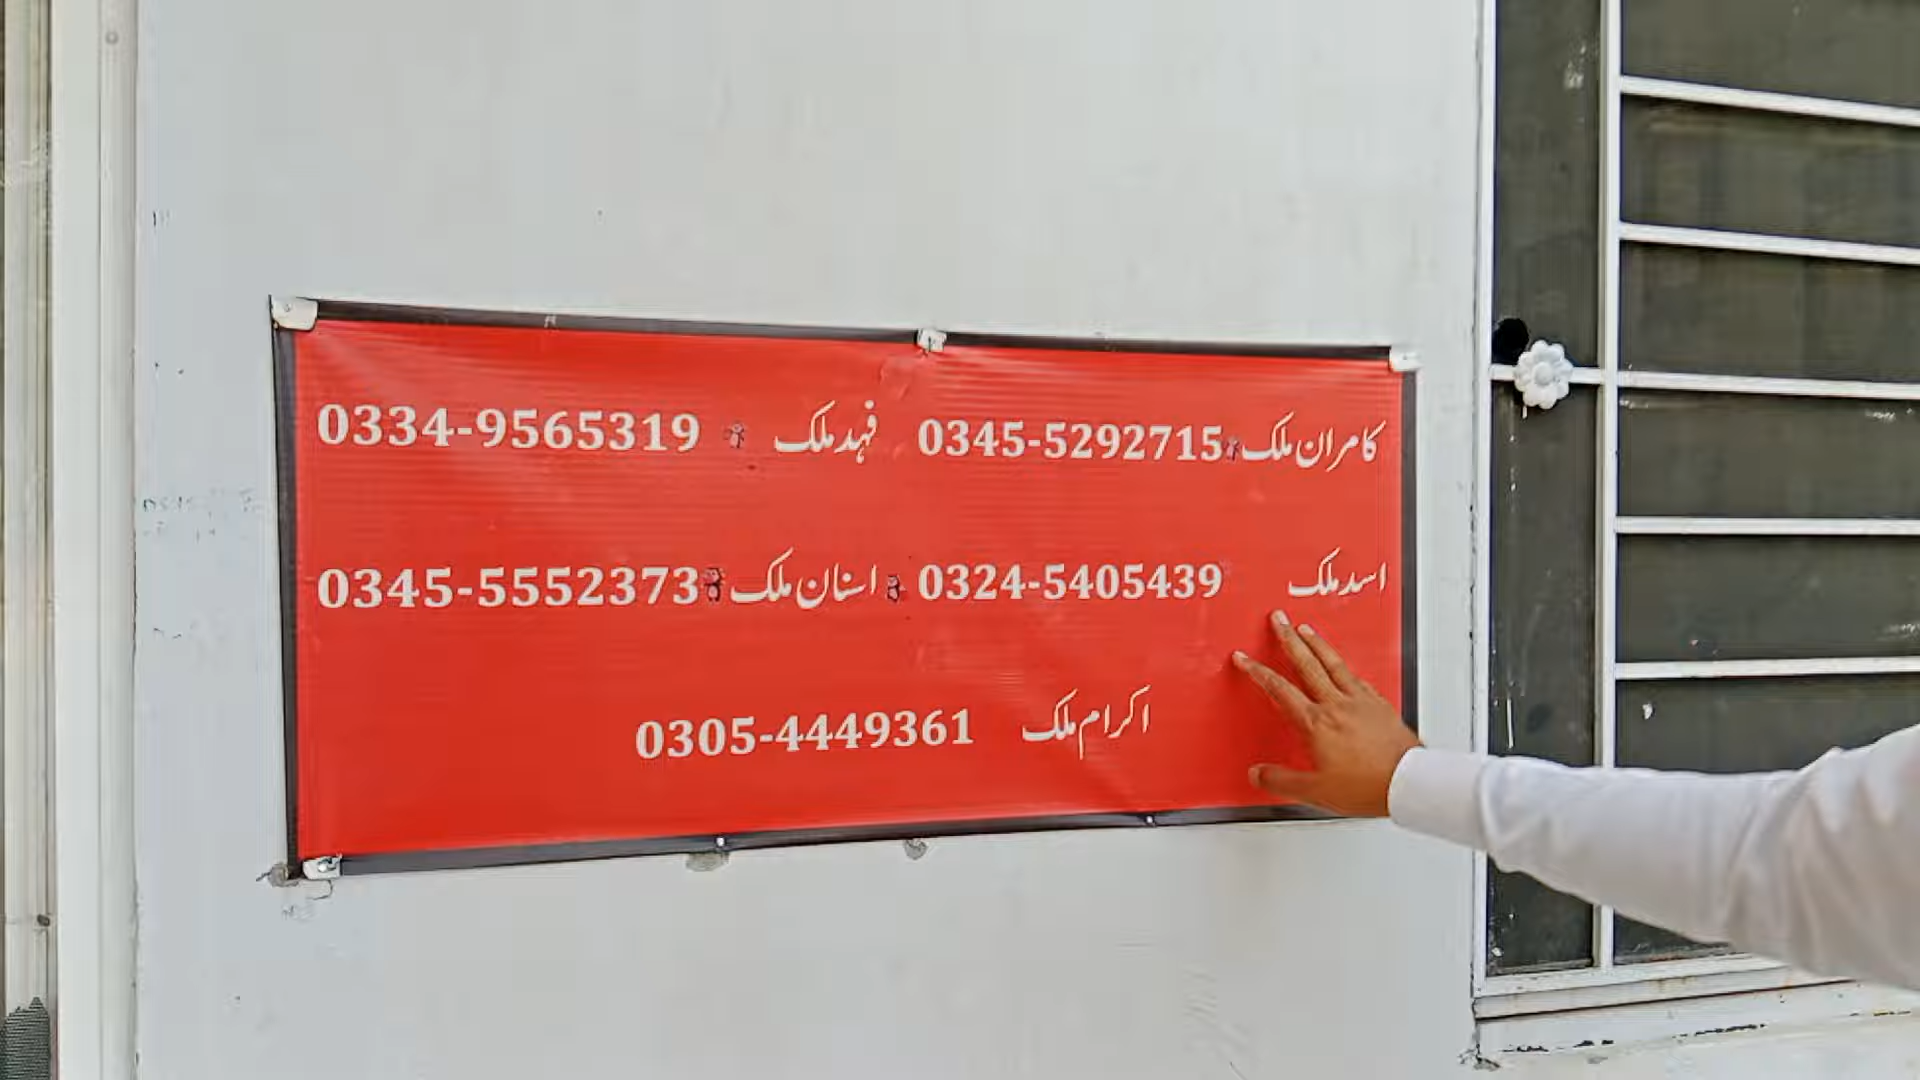 کامران ملک 0345-5292715 فہد ملک 0334-9565319
اسد ملک 0324-5405439 اسنان ملک 0345-5552373
اکرام ملک 0305-4449361